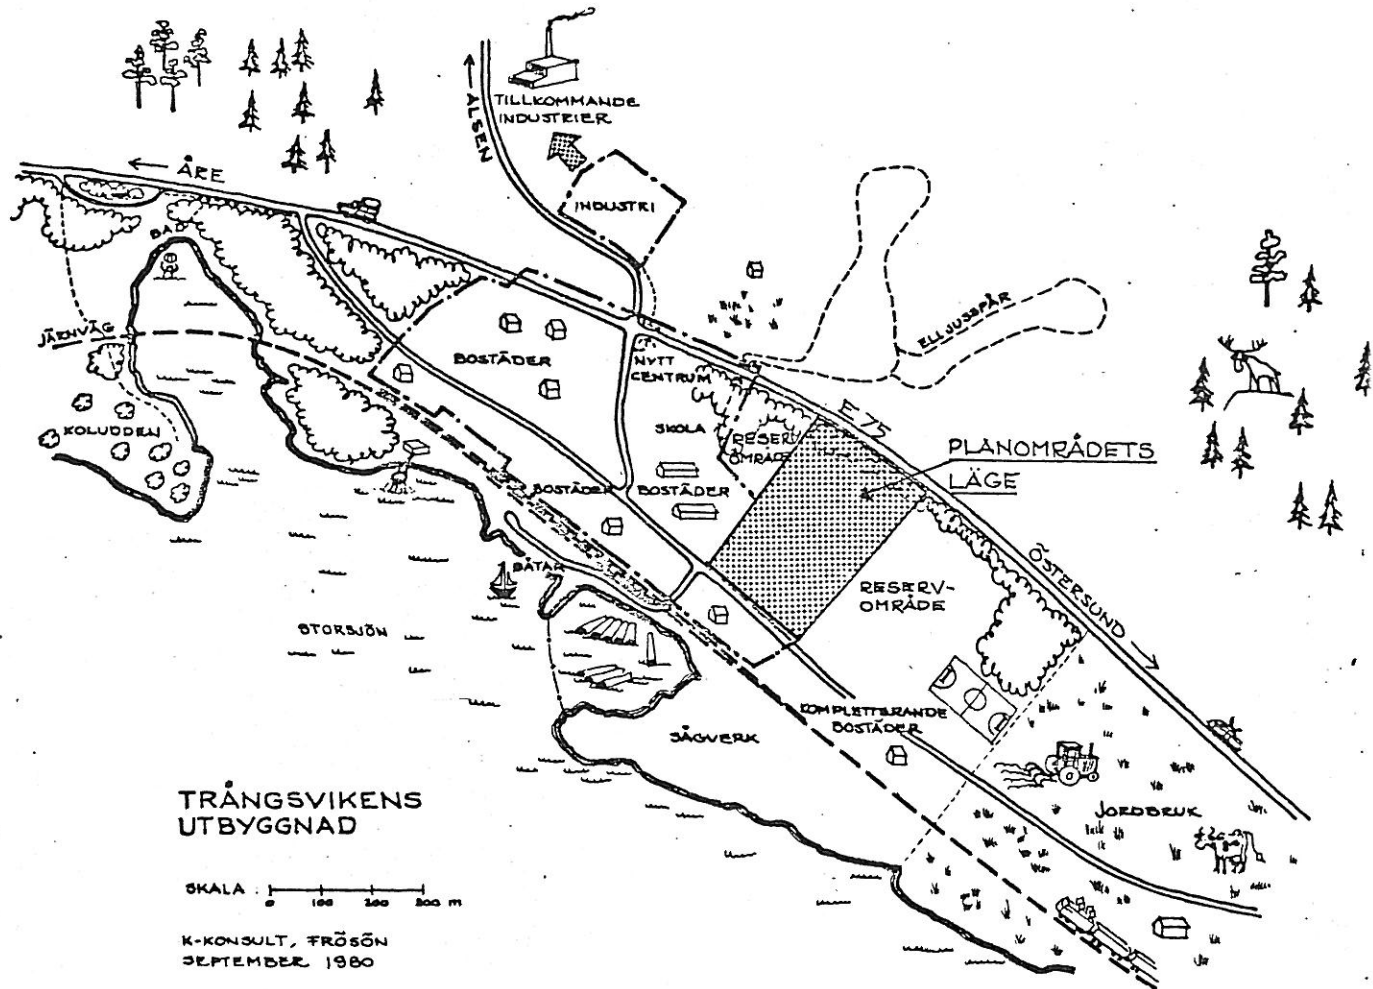 TILLKOMMANDE
INDUSTRIER
ALSEN
← ÅRE
INDUSTRI
BAD
JÄRNVÄG
ELLJUSSPÅR
BOSTÄDER
NYTT
CENTRUM
KOLUDDEN
SKOLA
RESERV
OMRÅDE
E 75
PLANOMRÅDETS
LÄGE
BOSTÄDER
BOSTÄDER
BÅTAR
ÖSTERSUND
RESERV-
OMRÅDE
STORSJÖN
KOMPLETTERANDE
BOSTÄDER
SÅGVERK
JORDBRUK
TRÅNGSVIKENS
UTBYGGNAD
SKALA
0 100 200 300 m
K-KONSULT, FRÖSÖN
SEPTEMBER 1980